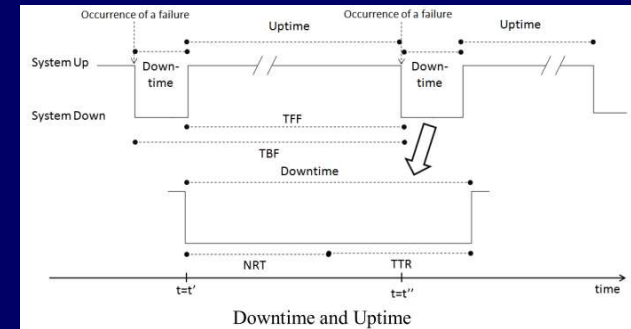 Occurrence of a failure Occurrence of a failure
Uptime Uptime
System Up Down- Down-
time time
System Down
TFF
TBF
Downtime
NRT TTR
t=t' t=t'' time
Downtime and Uptime